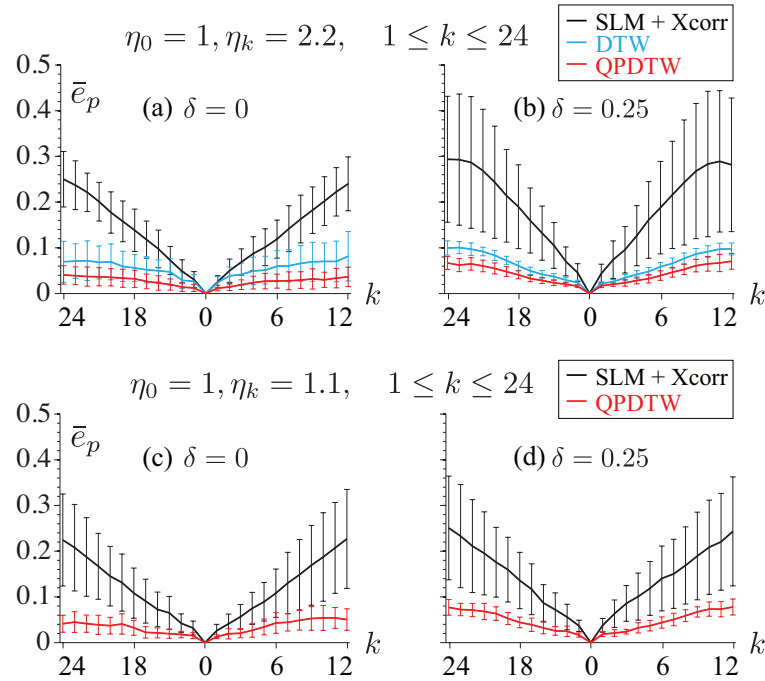 η₀ = 1, ηₖ = 2.2, 1 ≤ k ≤ 24
SLM + Xcorr
DTW
QPDTW
0.5
0.4
0.3
0.2
0.1
0
ē_p
(a) δ = 0
(b) δ = 0.25
24 18 0 6 12 k
24 18 0 6 12 k
η₀ = 1, ηₖ = 1.1, 1 ≤ k ≤ 24
SLM + Xcorr
QPDTW
0.5
0.4
0.3
0.2
0.1
0
ē_p
(c) δ = 0
(d) δ = 0.25
24 18 0 6 12 k
24 18 0 6 12 k